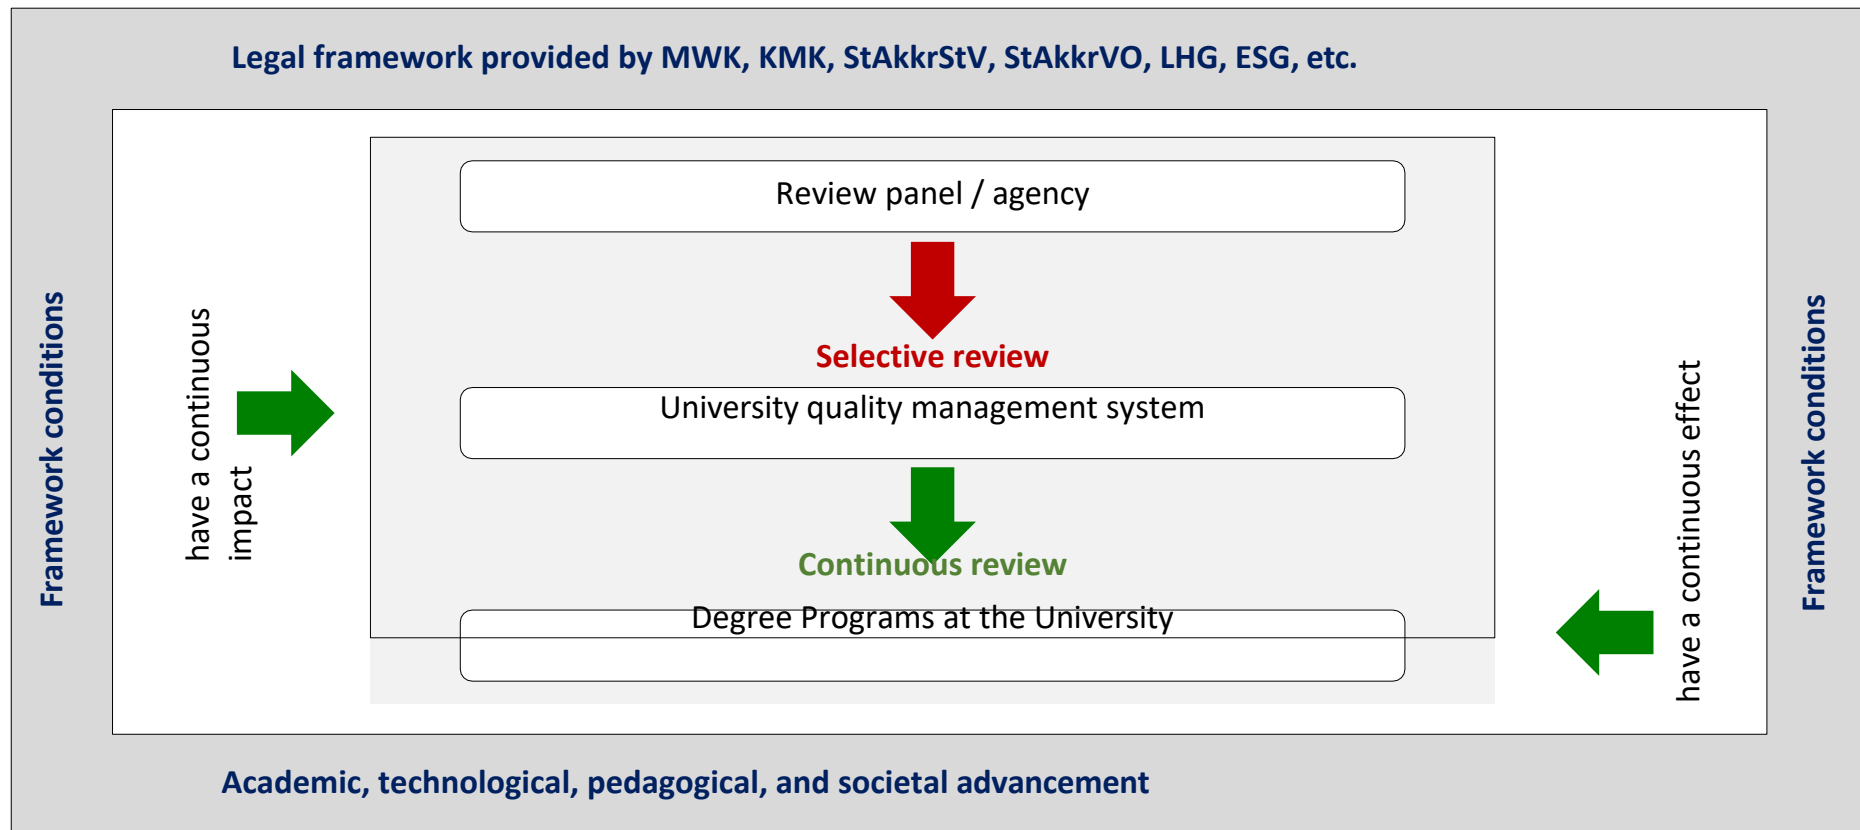 Legal framework provided by MWK, KMK, StAkkrStV, StAkkrVO, LHG, ESG, etc.
Framework conditions
have a continuous
impact
Review panel / agency
Selective review
University quality management system
Continuous review
Degree Programs at the University
have a continuous effect
Framework conditions
Academic, technological, pedagogical, and societal advancement